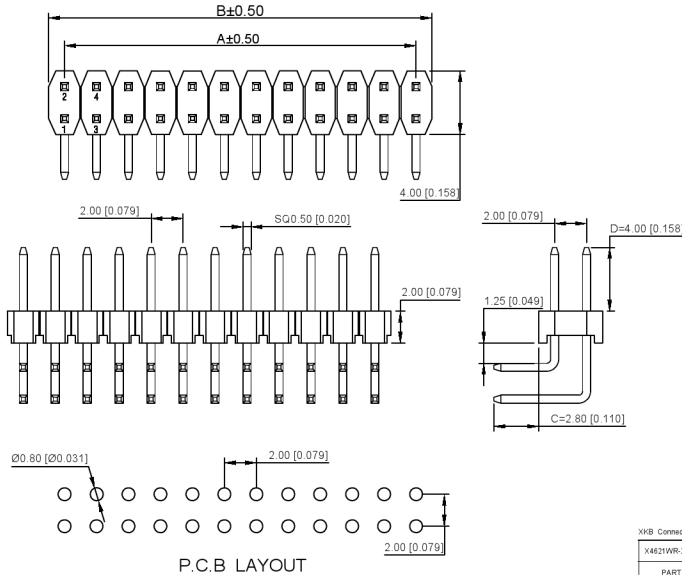 B±0.50
A±0.50
2 4
1 3
4.00 [0.158]
2.00 [0.079]
SQ0.50 [0.020]
2.00 [0.079]
D=4.00 [0.158]
2.00 [0.079]
1.25 [0.049]
C=2.80 [0.110]
Ø0.80 [Ø0.031]
2.00 [0.079]
2.00 [0.079]
P.C.B LAYOUT
XKB Connec
X4621WR-
PART